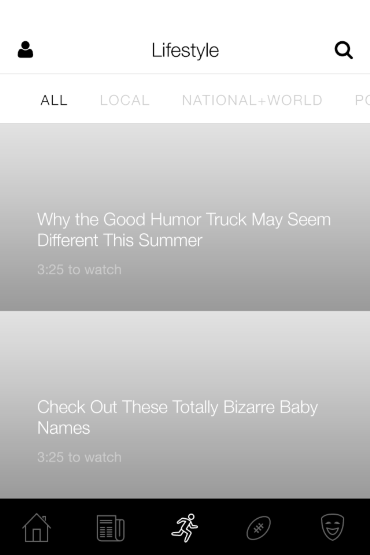 Lifestyle
ALL LOCAL NATIONAL+WORLD
Why the Good Humor Truck May Seem
Different This Summer
3:25 to watch
Check Out These Totally Bizarre Baby
Names
3:25 to watch